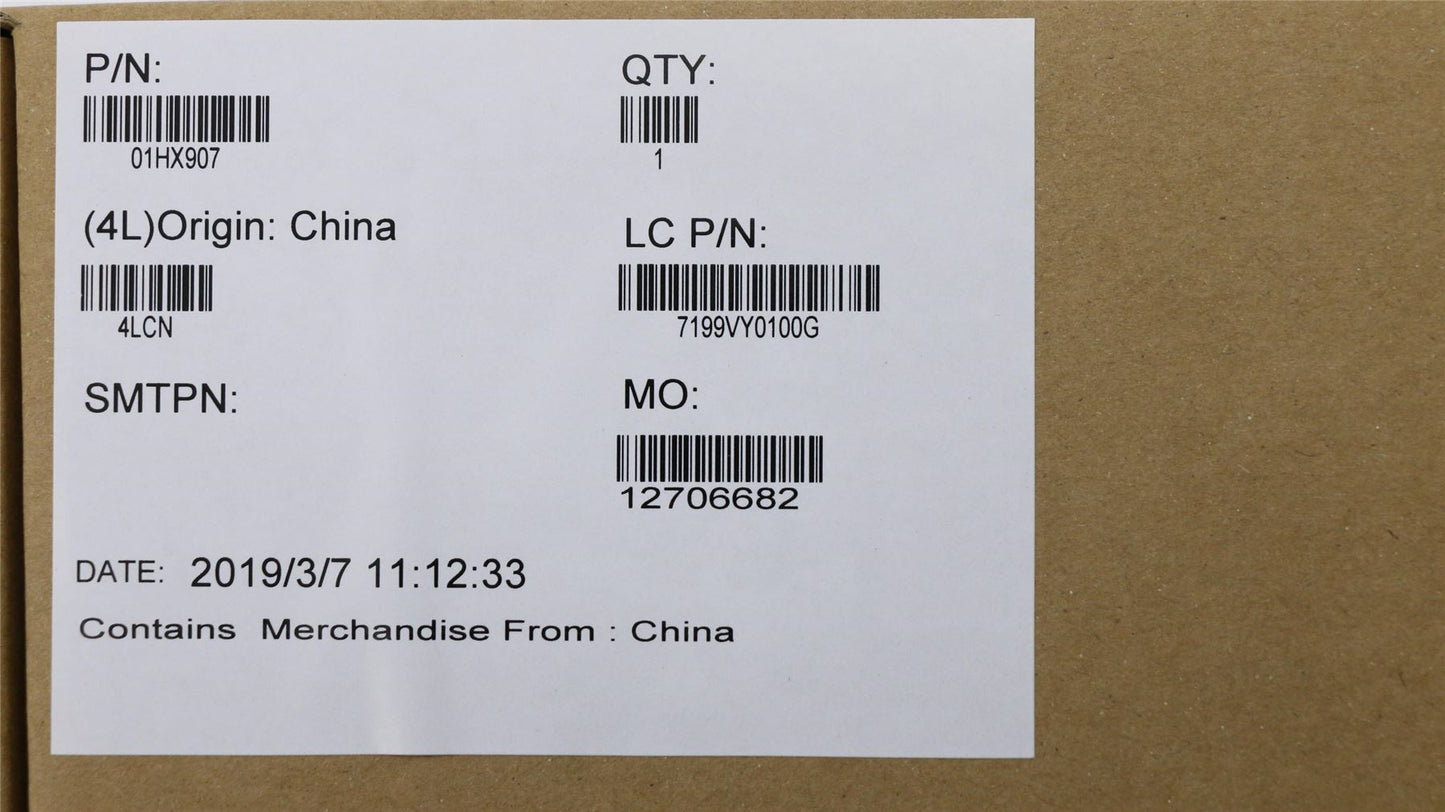 P/N:
QTY:
01HX907
1
(4L)Origin: China
LC P/N:
4LCN
7199VY0100G
SMTPN:
MO:
12706682
DATE: 2019/3/7 11:12:33
Contains Merchandise From : China